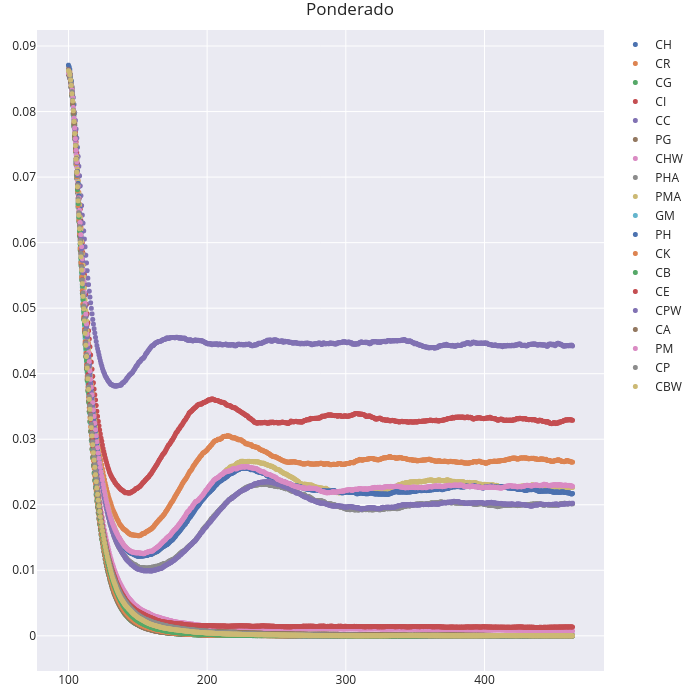 Ponderado
0.09
0.08
0.07
0.06
0.05
0.04
0.03
0.02
0.01
0
100 200 300 400
CH
CR
CG
CI
CC
PG
CHW
PHA
PMA
GM
PH
CK
CB
CE
CPW
CA
PM
CP
CBW